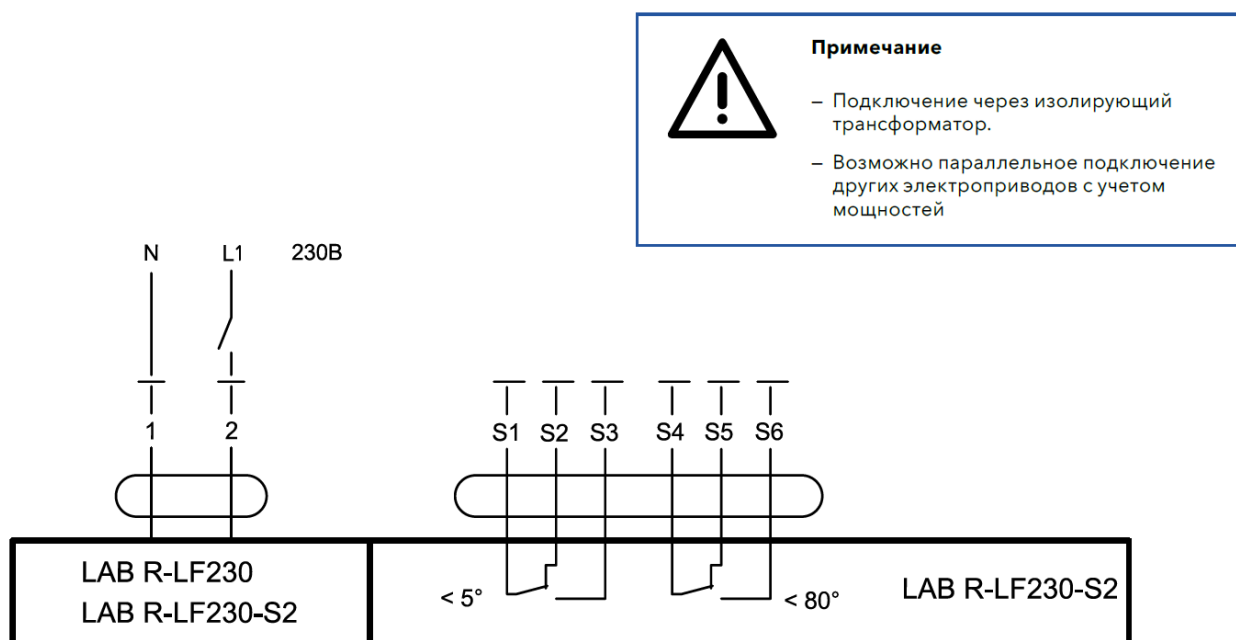 Примечание
– Подключение через изолирующий
трансформатор.
– Возможно параллельное подключение
других электроприводов с учетом
мощностей
N L1 230В
1 2
S1 S2 S3 S4 S5 S6
LAB R-LF230
LAB R-LF230-S2
< 5°
< 80°
LAB R-LF230-S2